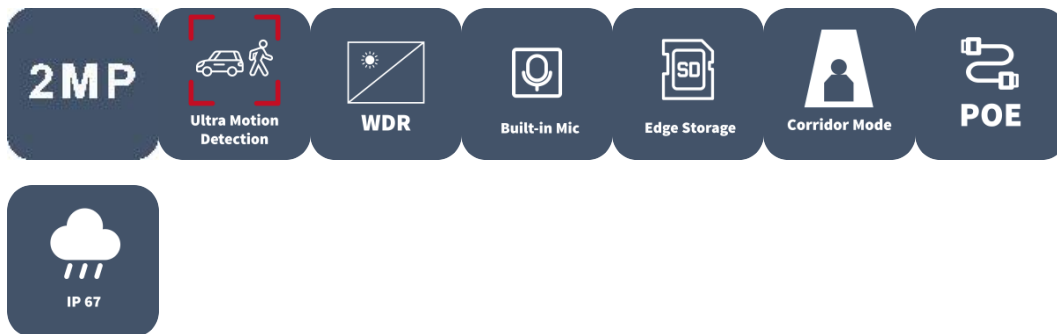 2MP
Ultra Motion
Detection
WDR
Built-in Mic
SD
Edge Storage
Corridor Mode
POE
IP 67